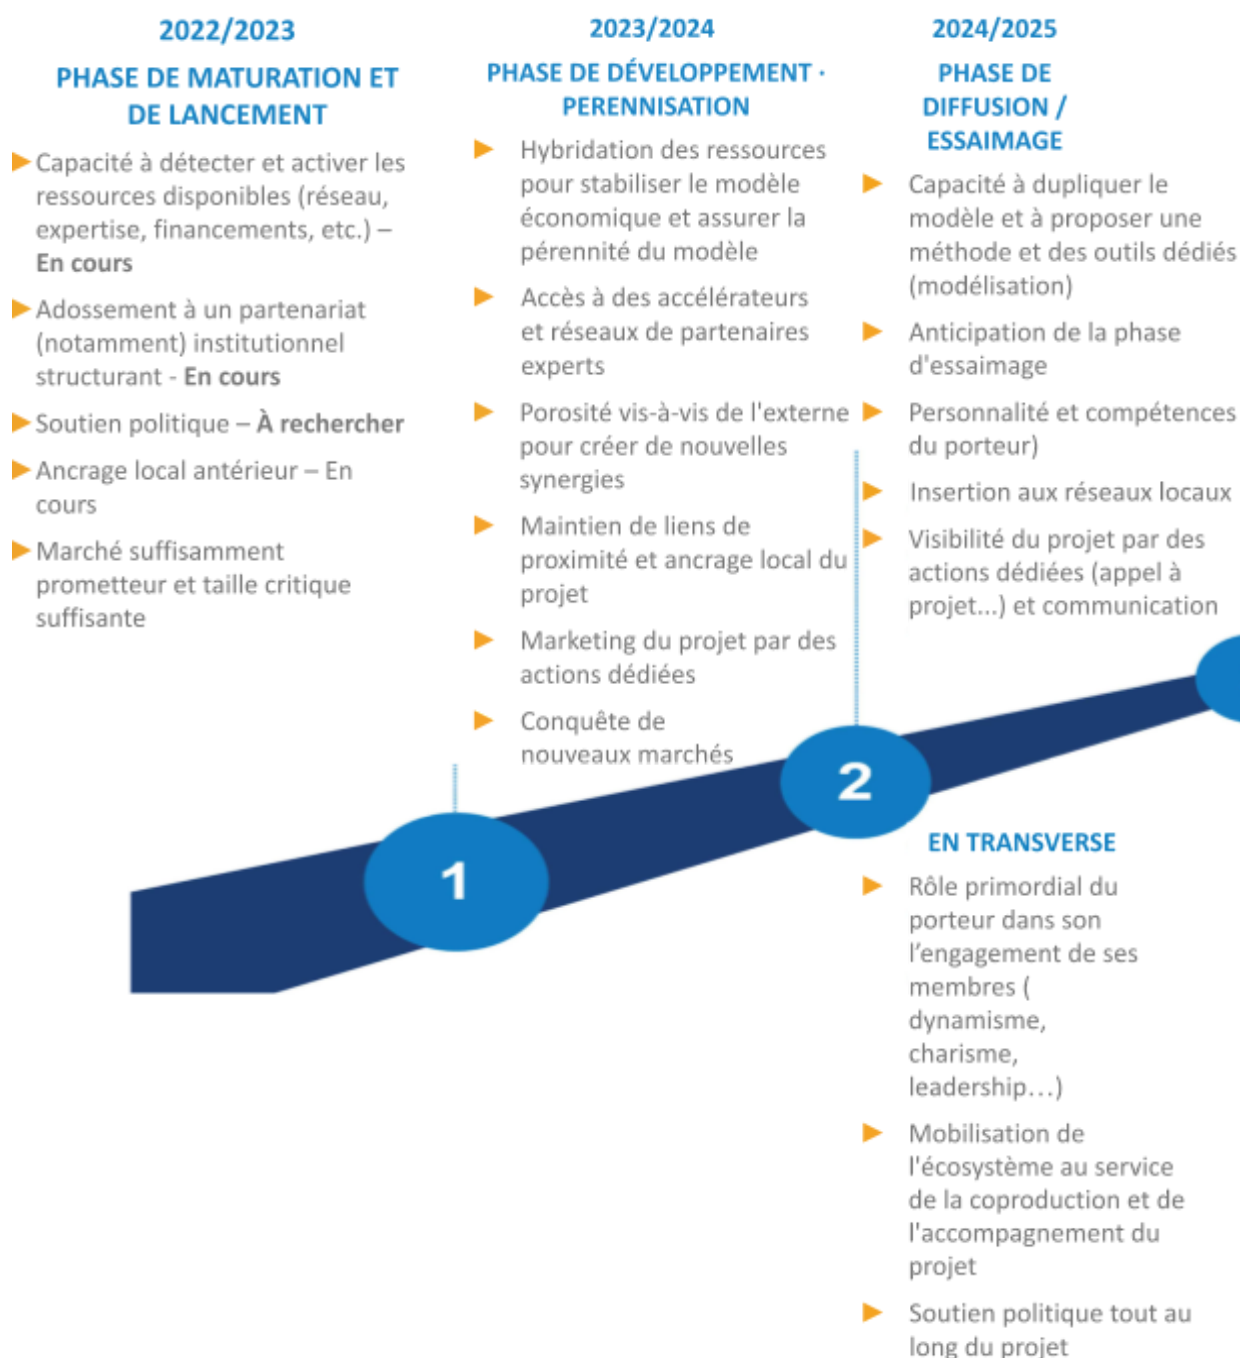 2022/2023
PHASE DE MATURATION ET
DE LANCEMENT
Capacité à détecter et activer les
ressources disponibles (réseau,
expertise, financements, etc.) –
En cours
Adossement à un partenariat
(notamment) institutionnel
structurant - En cours
Soutien politique – À rechercher
Ancrage local antérieur – En
cours
Marché suffisamment
prometteur et taille critique
suffisante
2023/2024
PHASE DE DÉVELOPPEMENT ·
PERENNISATION
Hybridation des ressources
pour stabiliser le modèle
économique et assurer la
pérennité du modèle
Accès à des accélérateurs
et réseaux de partenaires
experts
Porosité vis-à-vis de l'externe
pour créer de nouvelles
synergies
Maintien de liens de
proximité et ancrage local du
projet
Marketing du projet par des
actions dédiées
Conquête de
nouveaux marchés
2024/2025
PHASE DE
DIFFUSION /
ESSAIMAGE
Capacité à dupliquer le
modèle et à proposer une
méthode et des outils dédiés
(modélisation)
Anticipation de la phase
d'essaimage
Personnalité et compétences
du porteur)
Insertion aux réseaux locaux
Visibilité du projet par des
actions dédiées (appel à
projet...) et communication
1
2
EN TRANSVERSE
Rôle primordial du
porteur dans son
l’engagement de ses
membres (
dynamisme,
charisme,
leadership…)
Mobilisation de
l'écosystème au service
de la coproduction et de
l'accompagnement du
projet
Soutien politique tout au
long du projet